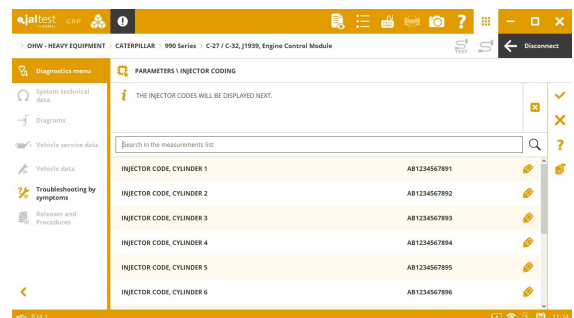 jaltest GRP
OHW - HEAVY EQUIPMENT
CATERPILLAR
990 Series
C-27 / C-32, J1939, Engine Control Module
TEST
Disconnect
Diagnostics menu
PARAMETERS \ INJECTOR CODING
System technical
data
Diagrams
Vehicle service data
Vehicle data
Troubleshooting by
symptoms
Releases and
Procedures
THE INJECTOR CODES WILL BE DISPLAYED NEXT.
Search in the measurements list
INJECTOR CODE, CYLINDER 1 AB1234567891
INJECTOR CODE, CYLINDER 2 AB1234567892
INJECTOR CODE, CYLINDER 3 AB1234567893
INJECTOR CODE, CYLINDER 4 AB1234567894
INJECTOR CODE, CYLINDER 5 AB1234567895
INJECTOR CODE, CYLINDER 6 AB1234567896
11:24